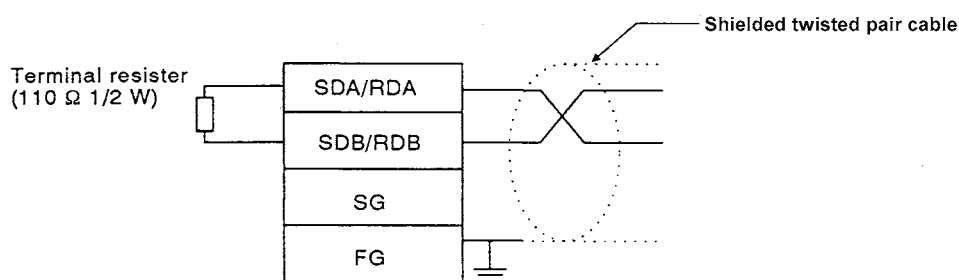 Shielded twisted pair cable
Terminal resister
(110 Ω 1/2 W)
SDA/RDA
SDB/RDB
SG
FG